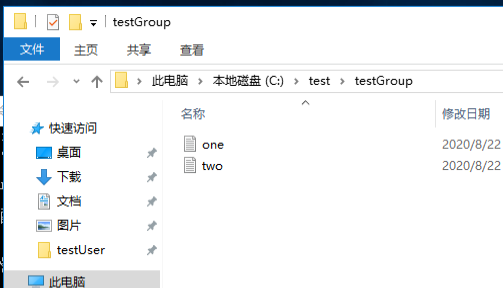 testGroup
文件 主页 共享 查看
此电脑 本地磁盘 (C:) test testGroup
名称 修改日期
快速访问
桌面
下载
文档
图片
testUser
此电脑
one 2020/8/22
two 2020/8/22